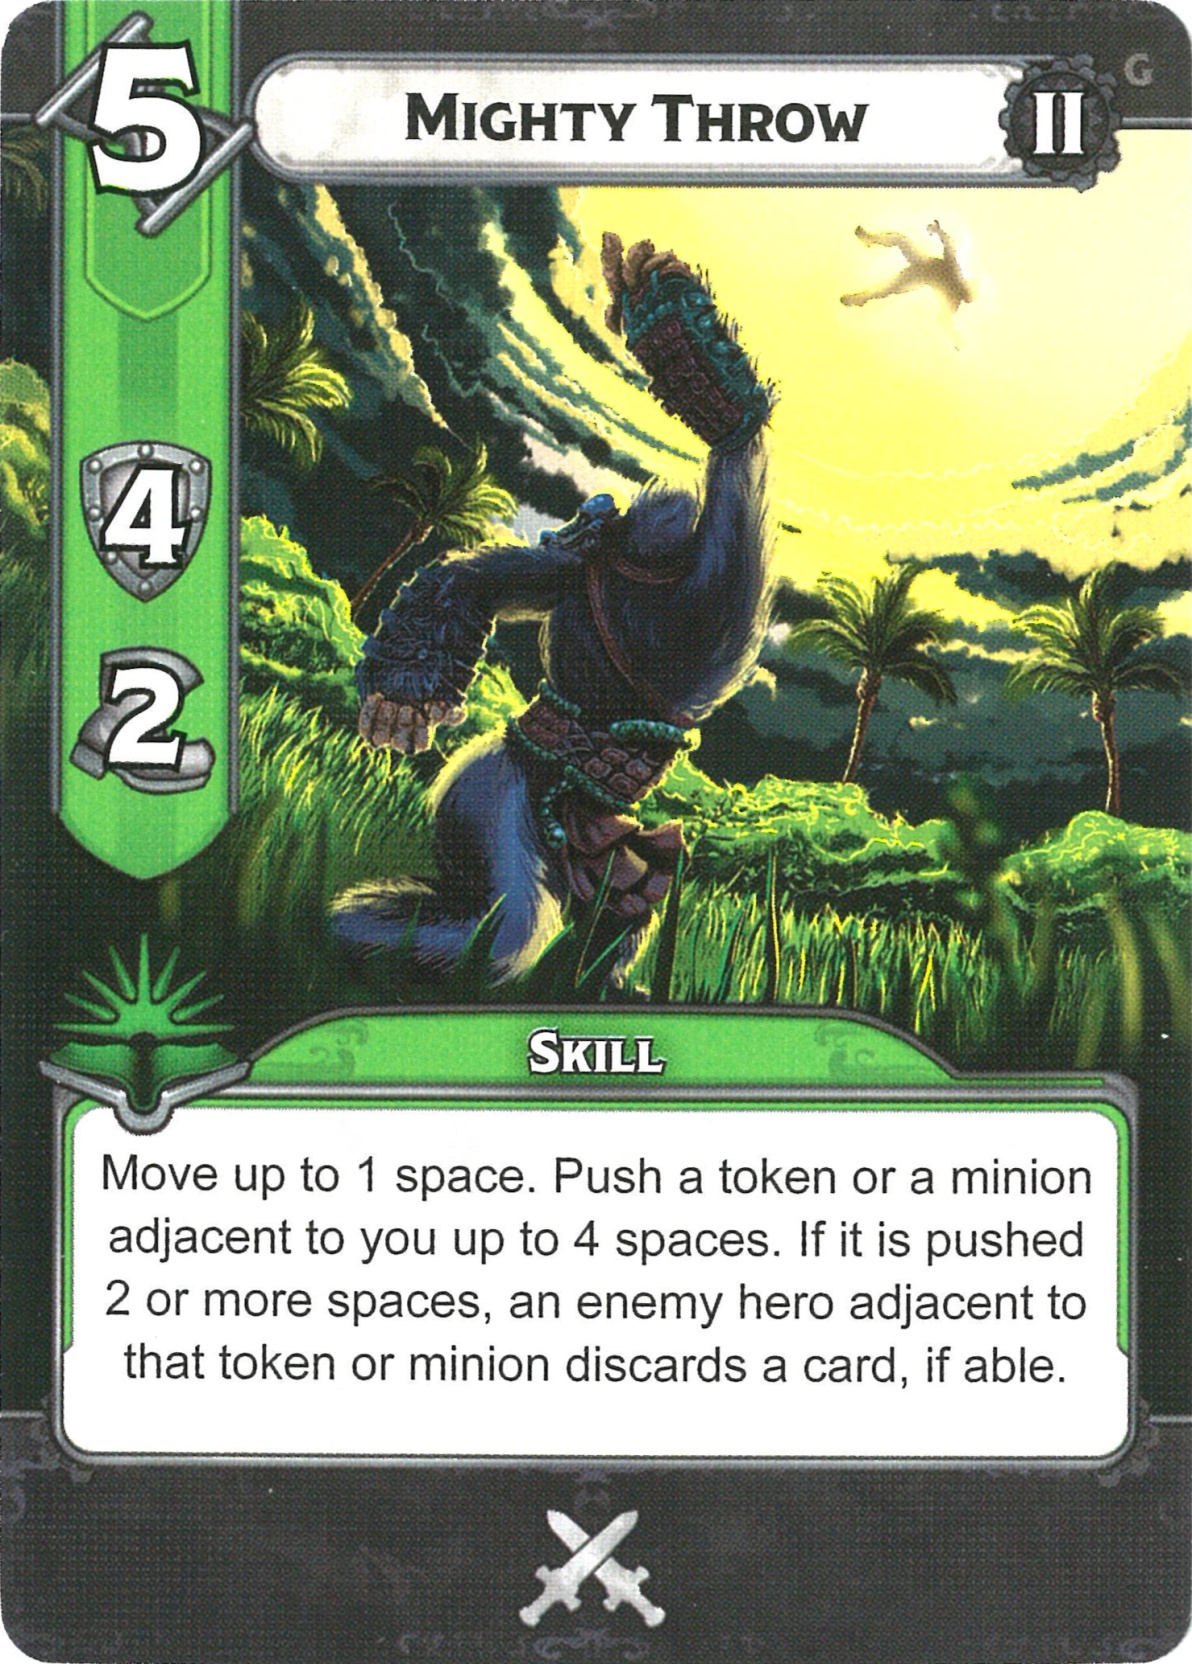 5
MIGHTY THROW
II
G
4
2
SKILL
Move up to 1 space. Push a token or a minion
adjacent to you up to 4 spaces. If it is pushed
2 or more spaces, an enemy hero adjacent to
that token or minion discards a card, if able.